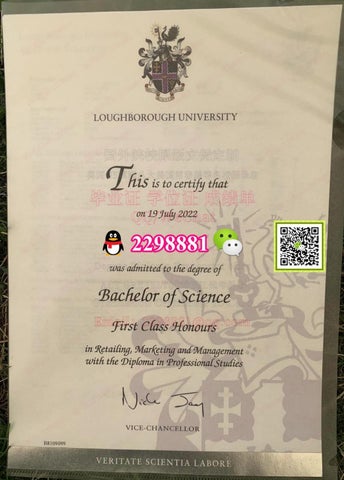 LOUGHBOROUGH UNIVERSITY
This is to certify that
毕业证 学位证 成绩单
on 19 July 2022
2298881
was admitted to the degree of
Bachelor of Science
First Class Honours
in Retailing, Marketing and Management
with the Diploma in Professional Studies
VICE-CHANCELLOR
VERITATE SCIENTIA LABORE